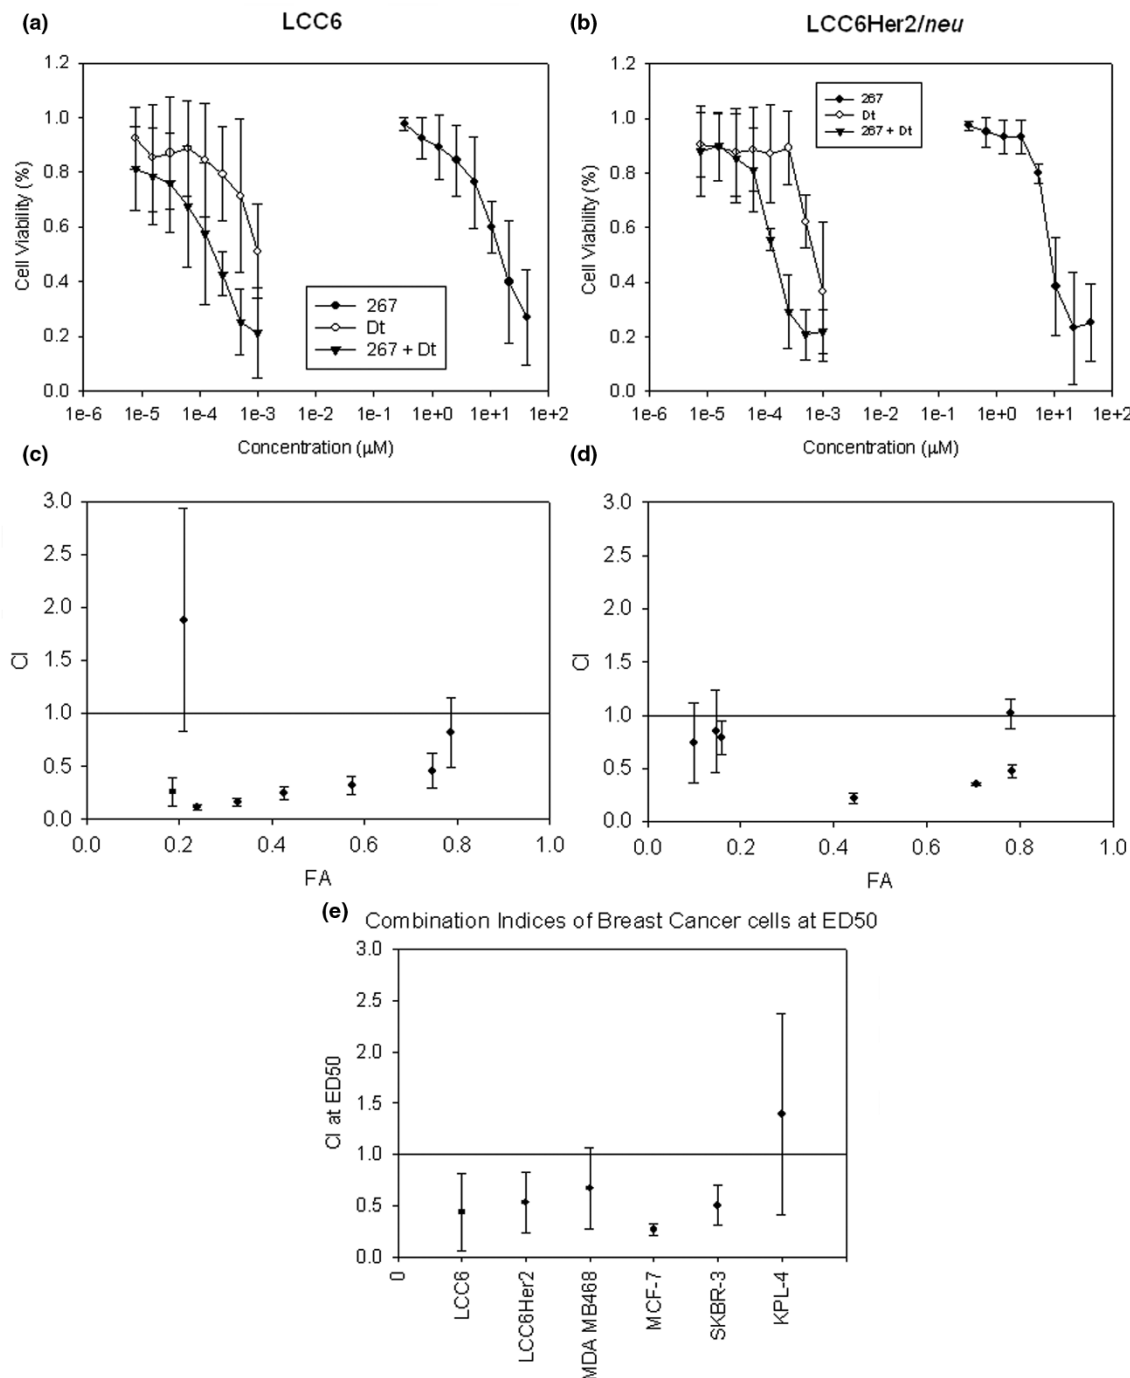 (a)
LCC6
1.2
1.0
0.8
0.6
0.4
0.2
0.0
Cell Viability (%)
267
Dt
267 + Dt
1e-6
1e-5
1e-4
1e-3
1e-2
1e-1
1e+0
1e+1
1e+2
Concentration (µM)
(b)
LCC6Her2/neu
1.2
1.0
0.8
0.6
0.4
0.2
0.0
Cell Viability (%)
267
Dt
267 + Dt
1e-6
1e-5
1e-4
1e-3
1e-2
1e-1
1e+0
1e+1
1e+2
Concentration (µM)
(c)
3.0
2.5
2.0
1.5
1.0
0.5
0.0
CI
0.0
0.2
0.4
0.6
0.8
1.0
FA
(d)
3.0
2.5
2.0
1.5
1.0
0.5
0.0
CI
0.0
0.2
0.4
0.6
0.8
1.0
FA
(e)
Combination Indices of Breast Cancer cells at ED50
3.0
2.5
2.0
1.5
1.0
0.5
0.0
CI at ED50
0
LCC6
LCC6Her2
MDA MB468
MCF-7
SKBR-3
KPL-4